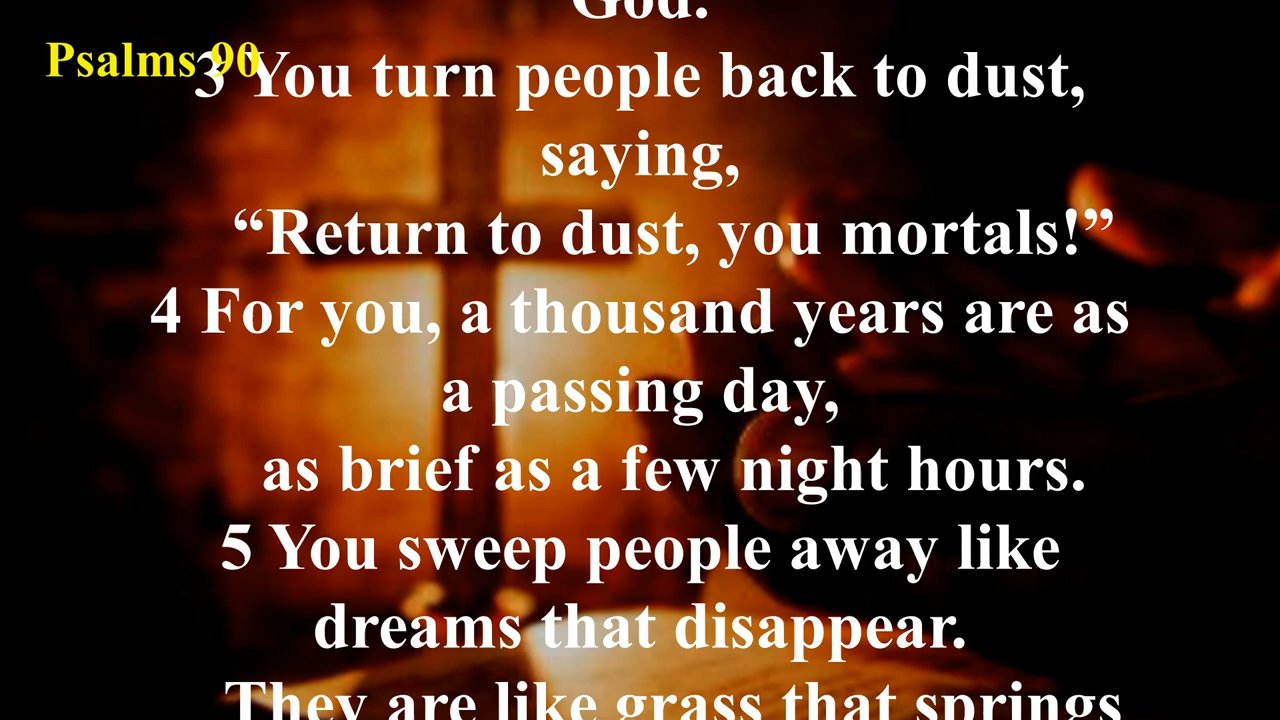 God.
Psalms 90
3 You turn people back to dust,
saying,
“Return to dust, you mortals!”
4 For you, a thousand years are as
a passing day,
as brief as a few night hours.
5 You sweep people away like
dreams that disappear.
They are like grass that springs